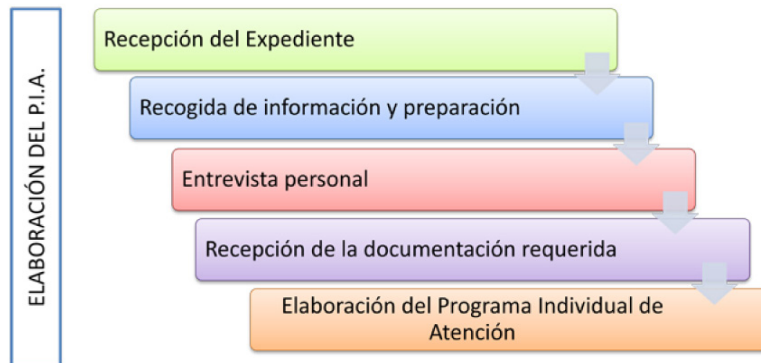 ELABORACIÓN DEL P.I.A.
Recepción del Expediente
Recogida de información y preparación
Entrevista personal
Recepción de la documentación requerida
Elaboración del Programa Individual de
Atención